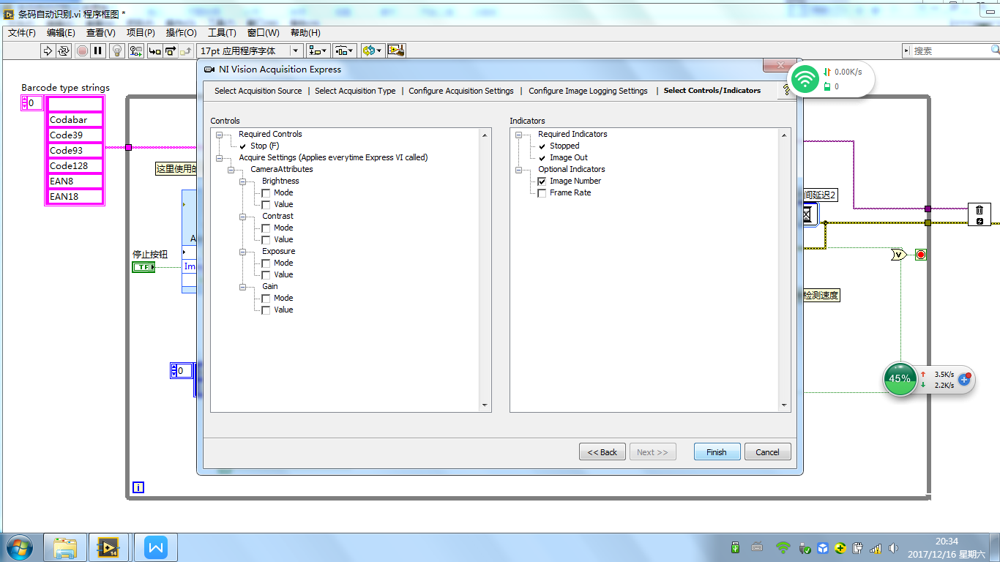 条码自动识别.vi 程序框图 *
文件(F) 编辑(E) 查看(V) 项目(P) 操作(O) 工具(T) 窗口(W) 帮助(H)
17pt 应用程序字体
搜索
NI Vision Acquisition Express
0.00K/s
0
Select Acquisition Source | Select Acquisition Type | Configure Acquisition Settings | Configure Image Logging Settings | Select Controls/Indicators
?
Barcode type strings
0
Codabar
Code39
Code93
Code128
EAN8
EAN18
这里使用的
A
停止按钮
TF
Im
0
i
Controls
Required Controls
Stop (F)
Acquire Settings (Applies everytime Express VI called)
CameraAttributes
Brightness
Mode
Value
Contrast
Mode
Value
Exposure
Mode
Value
Gain
Mode
Value
Indicators
Required Indicators
Stopped
Image Out
Optional Indicators
Image Number
Frame Rate
间延迟2
V
检测速度
45%
3.5K/s
2.2K/s
<< Back Next >> Finish Cancel
14
W
20:34
2017/12/16 星期六